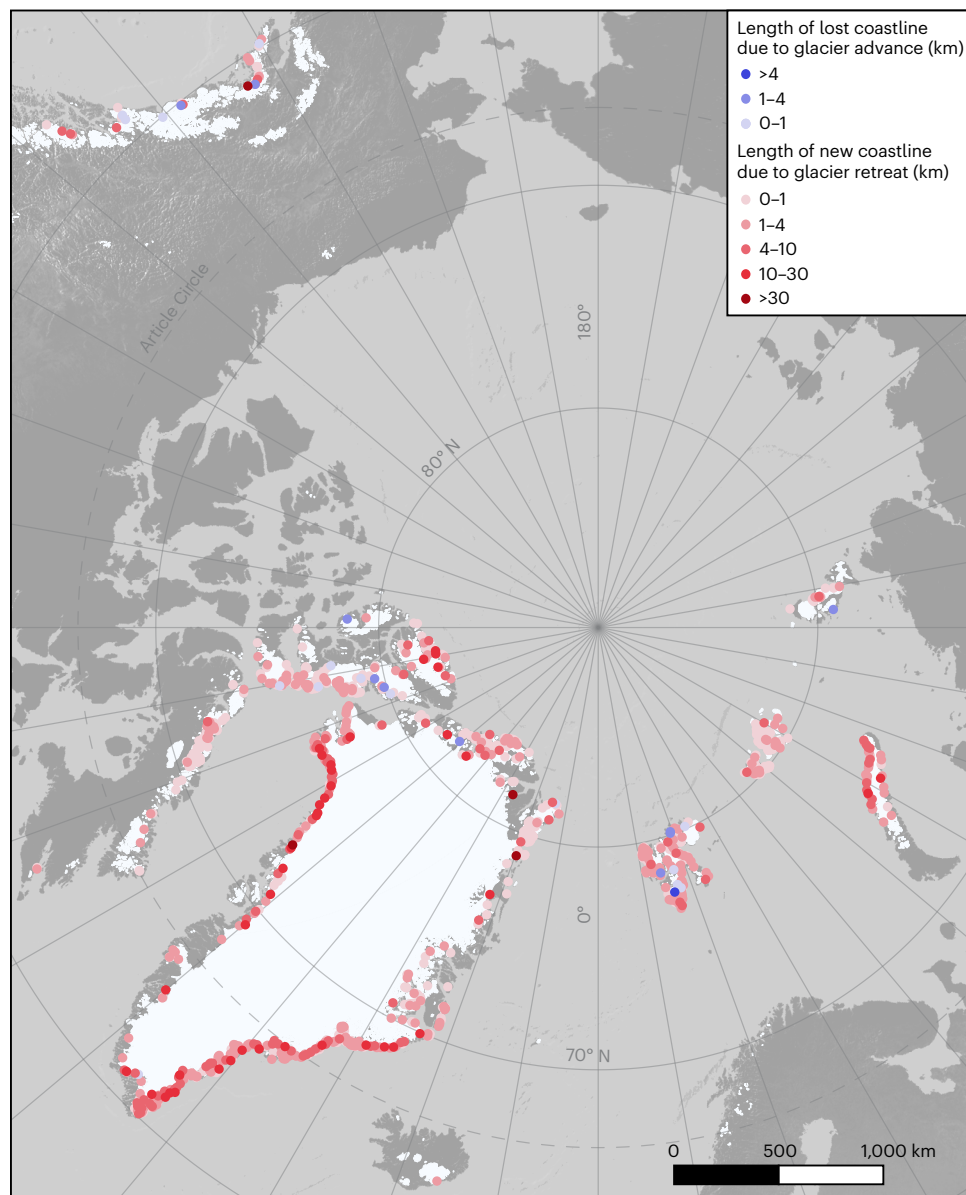 Length of lost coastline
due to glacier advance (km)
>4
1–4
0–1
Length of new coastline
due to glacier retreat (km)
0–1
1–4
4–10
10–30
>30
Article Circle
180°
80° N
0°
70° N
0 500 1,000 km